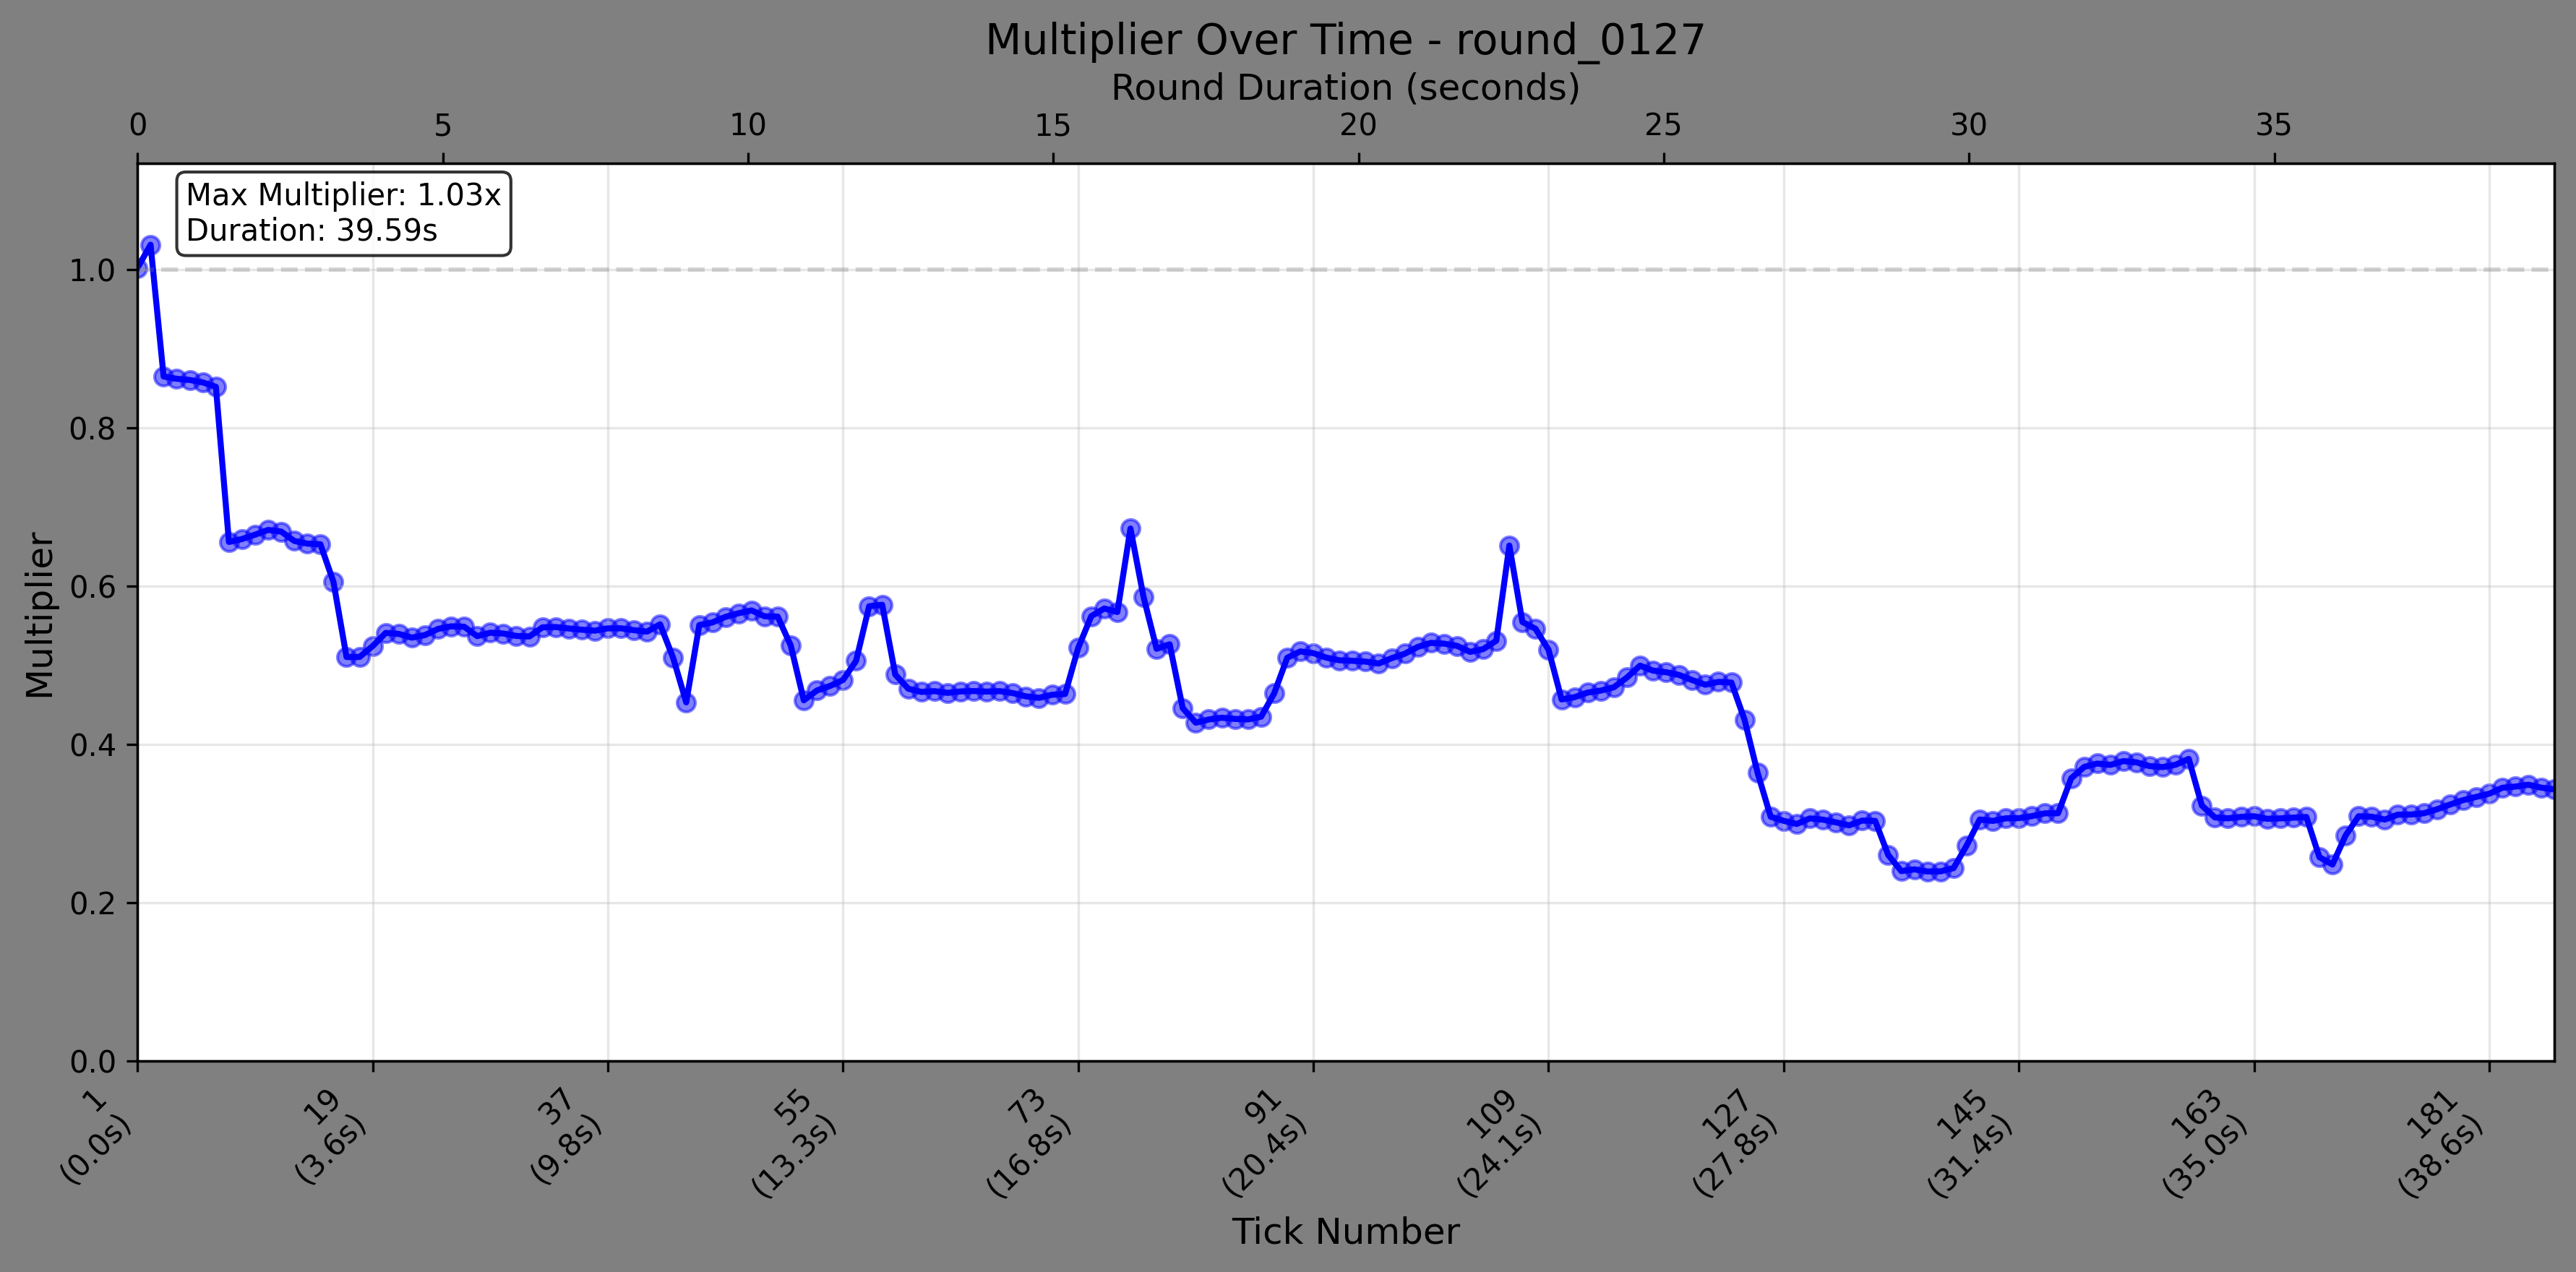 Multiplier Over Time - round_0127
Round Duration (seconds)
0 5 10 15 20 25 30 35
Max Multiplier: 1.03x
Duration: 39.59s
Multiplier
1.0
0.8
0.6
0.4
0.2
0.0
1
(0.0s)
19
(3.6s)
37
(9.8s)
55
(13.3s)
73
(16.8s)
91
(20.4s)
109
(24.1s)
127
(27.8s)
145
(31.4s)
163
(35.0s)
181
(38.6s)
Tick Number